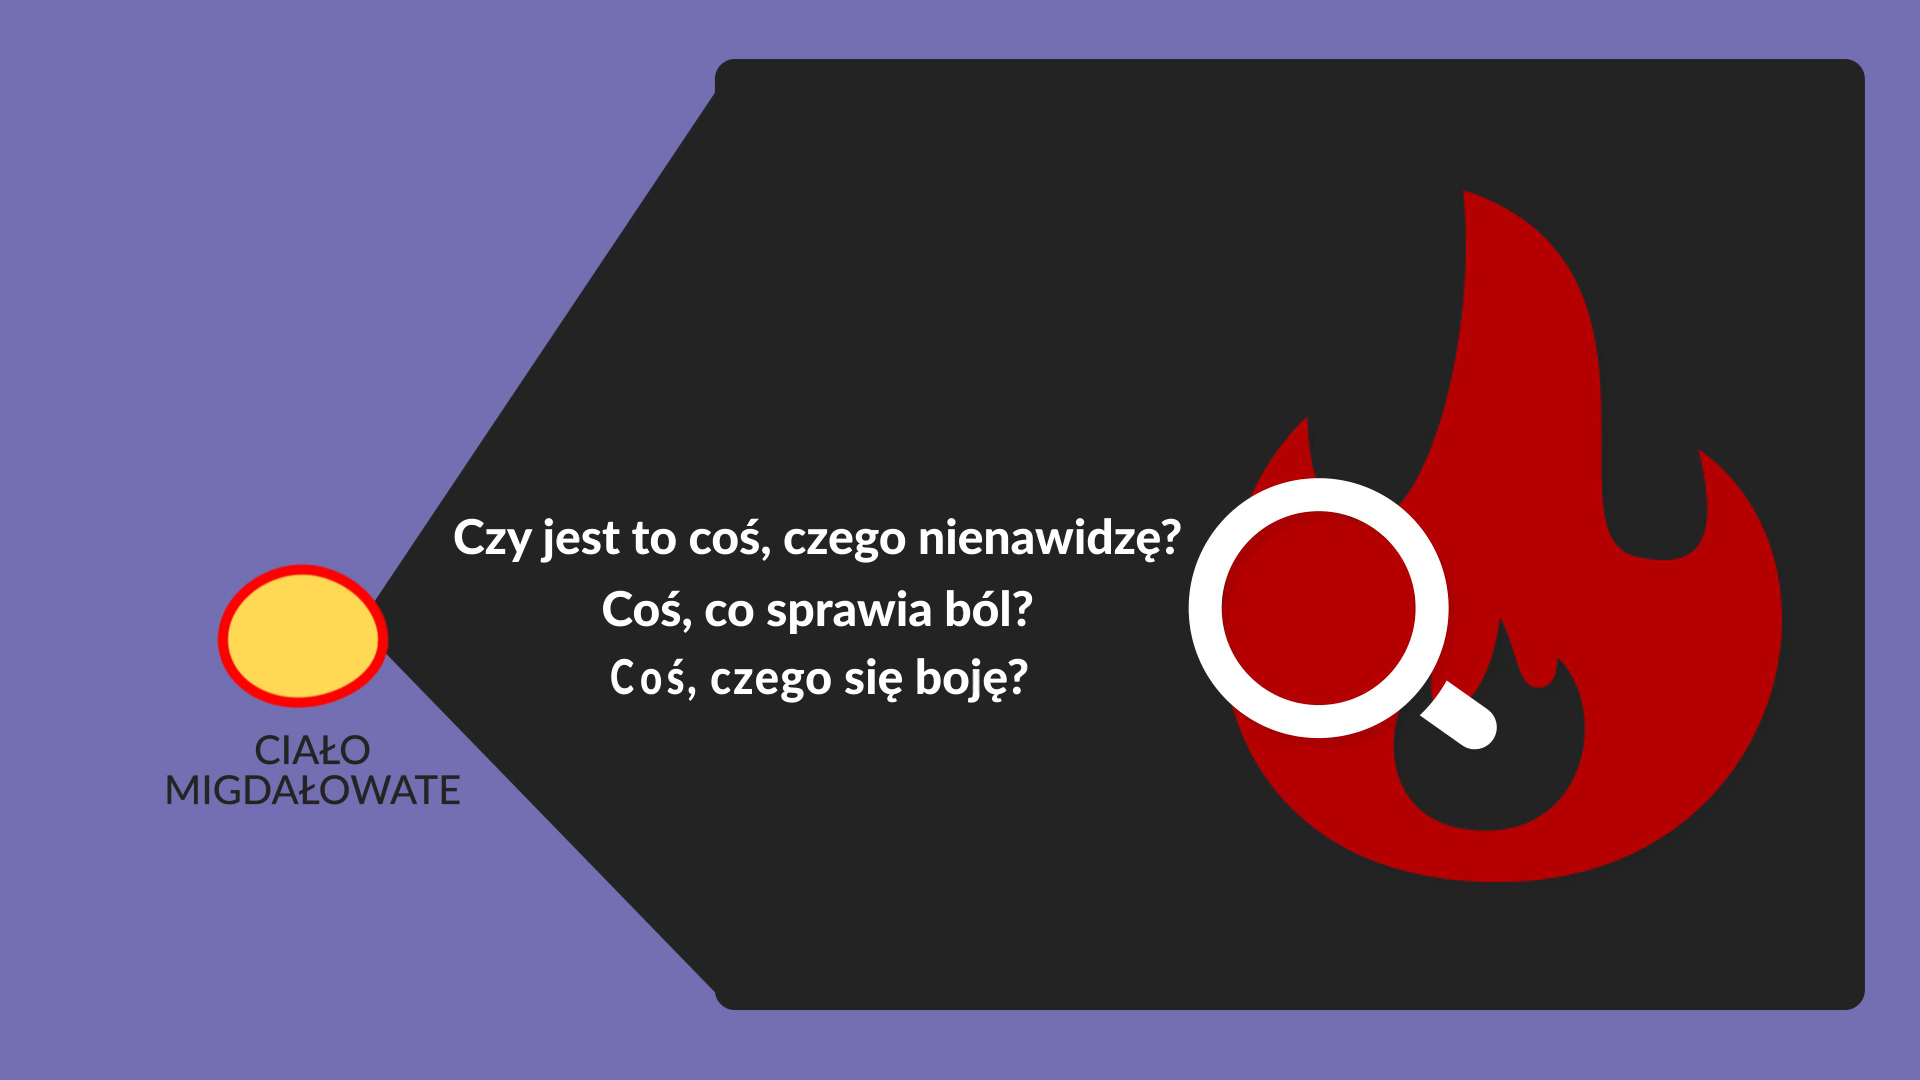 Czy jest to coś, czego nienawidzę?
Coś, co sprawia ból?
Coś, czego się boję?
CIAŁO
MIGDAŁOWATE